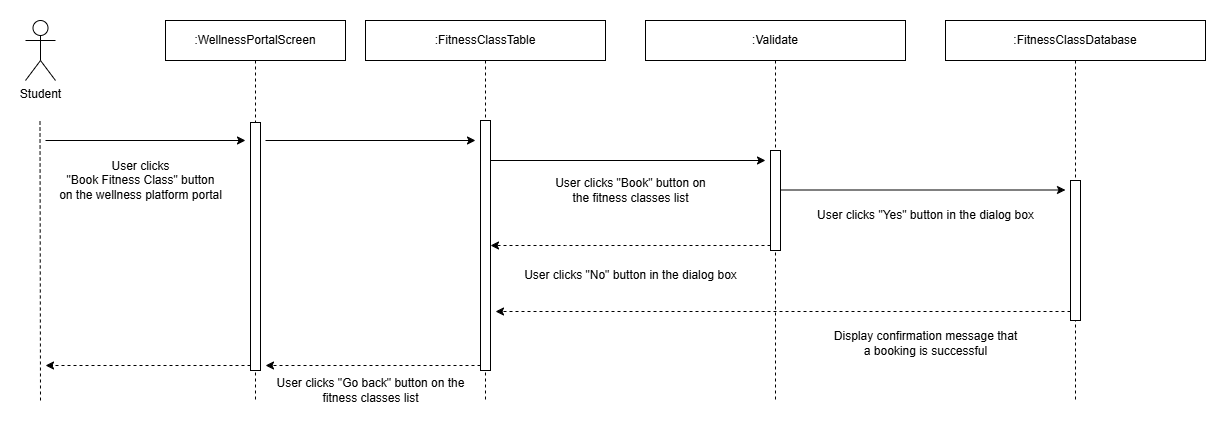 :WellnessPortalScreen
:FitnessClassTable
:Validate
:FitnessClassDatabase
Student
User clicks
"Book Fitness Class" button
on the wellness platform portal
User clicks "Book" button on
the fitness classes list
User clicks "Yes" button in the dialog box
User clicks "No" button in the dialog box
Display confirmation message that
a booking is successful
User clicks "Go back" button on the
fitness classes list